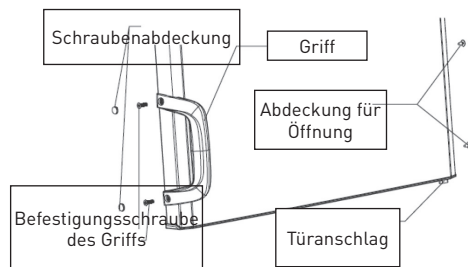 Schraubenabdeckung
Griff
Abdeckung für
Öffnung
Befestigungsschraube
des Griffs
Türanschlag